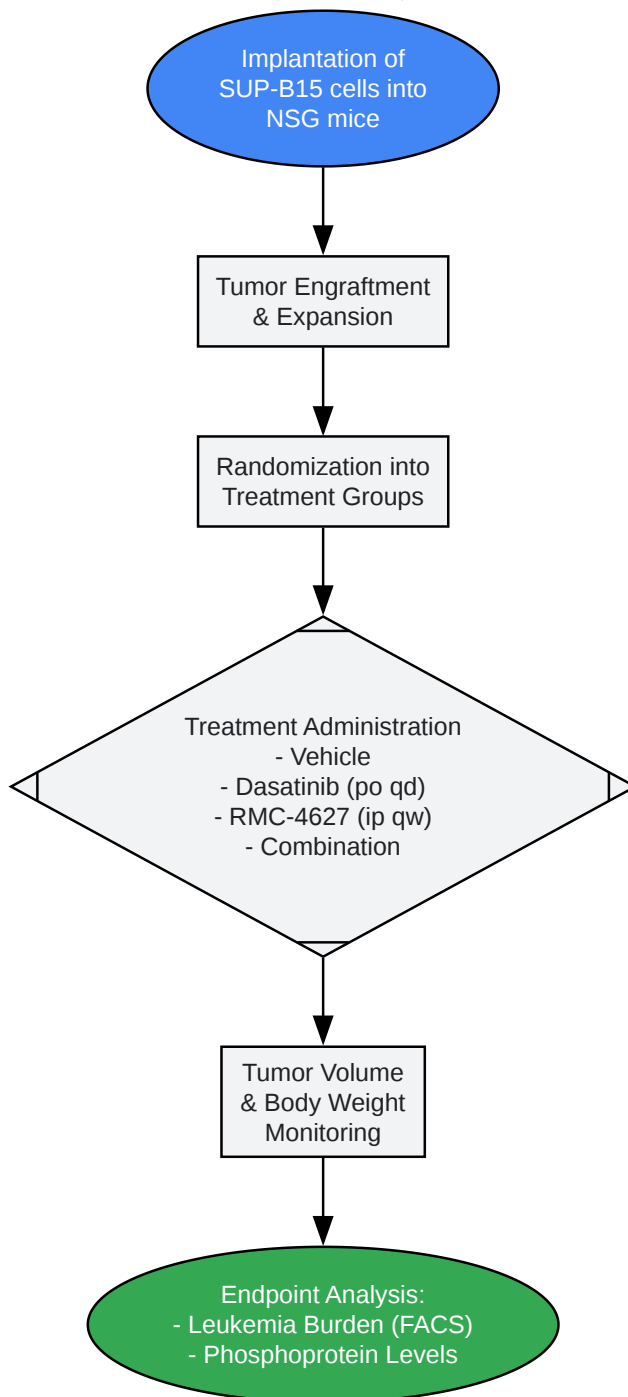 Implantation of
SUP-B15 cells into
NSG mice
Tumor Engraftment
& Expansion
Randomization into
Treatment Groups
Treatment Administration
- Vehicle
- Dasatinib (po qd)
- RMC-4627 (ip qw)
- Combination
Tumor Volume
& Body Weight
Monitoring
Endpoint Analysis:
- Leukemia Burden (FACS)
- Phosphoprotein Levels